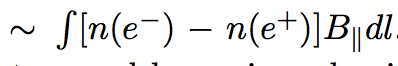 ~ ∫[n(e⁻) − n(e⁺)]B∥dl.